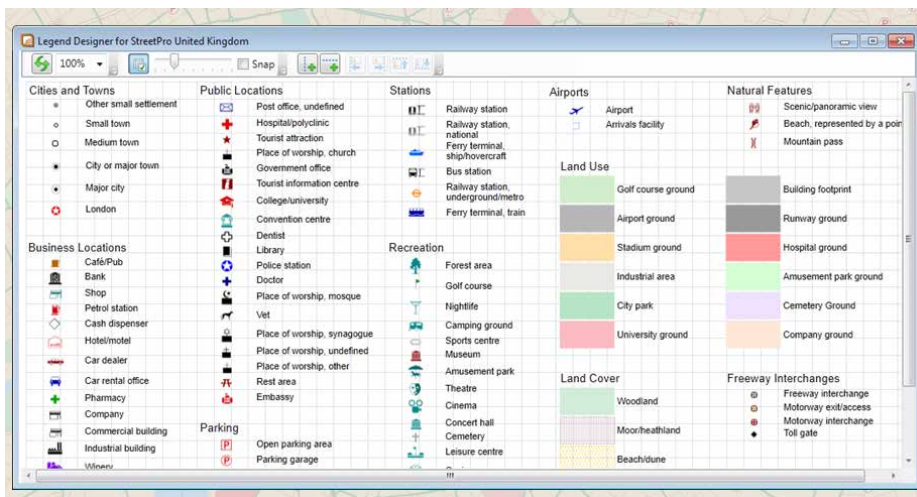 Legend Designer for StreetPro United Kingdom
100%
Snap
Cities and Towns
Other small settlement
Small town
Medium town
City or major town
Major city
London
Business Locations
Café/Pub
Bank
Shop
Petrol station
Cash dispenser
Hotel/motel
Car dealer
Car rental office
Pharmacy
Company
Commercial building
Industrial building
Winery
Public Locations
Post office, undefined
Hospital/polyclinic
Tourist attraction
Place of worship, church
Government office
Tourist information centre
College/university
Convention centre
Dentist
Library
Police station
Doctor
Place of worship, mosque
Vet
Place of worship, synagogue
Place of worship, undefined
Place of worship, other
Rest area
Embassy
Parking
P Open parking area
P Parking garage
Stations
Railway station
Railway station,
national
Ferry terminal,
ship/hovercraft
Bus station
Railway station,
underground/metro
Ferry terminal, train
Recreation
Forest area
Golf course
Nightlife
Camping ground
Sports centre
Museum
Amusement park
Theatre
Cinema
Concert hall
Cemetery
Leisure centre
Airports
Airport
Arrivals facility
Land Use
Golf course ground
Airport ground
Stadium ground
Industrial area
City park
University ground
Land Cover
Woodland
Moor/heathland
Beach/dune
Natural Features
Scenic/panoramic view
Beach, represented by a poin
Mountain pass
Building footprint
Runway ground
Hospital ground
Amusement park ground
Cemetery Ground
Company ground
Freeway Interchanges
Freeway interchange
Motorway exit/access
Motorway interchange
Toll gate